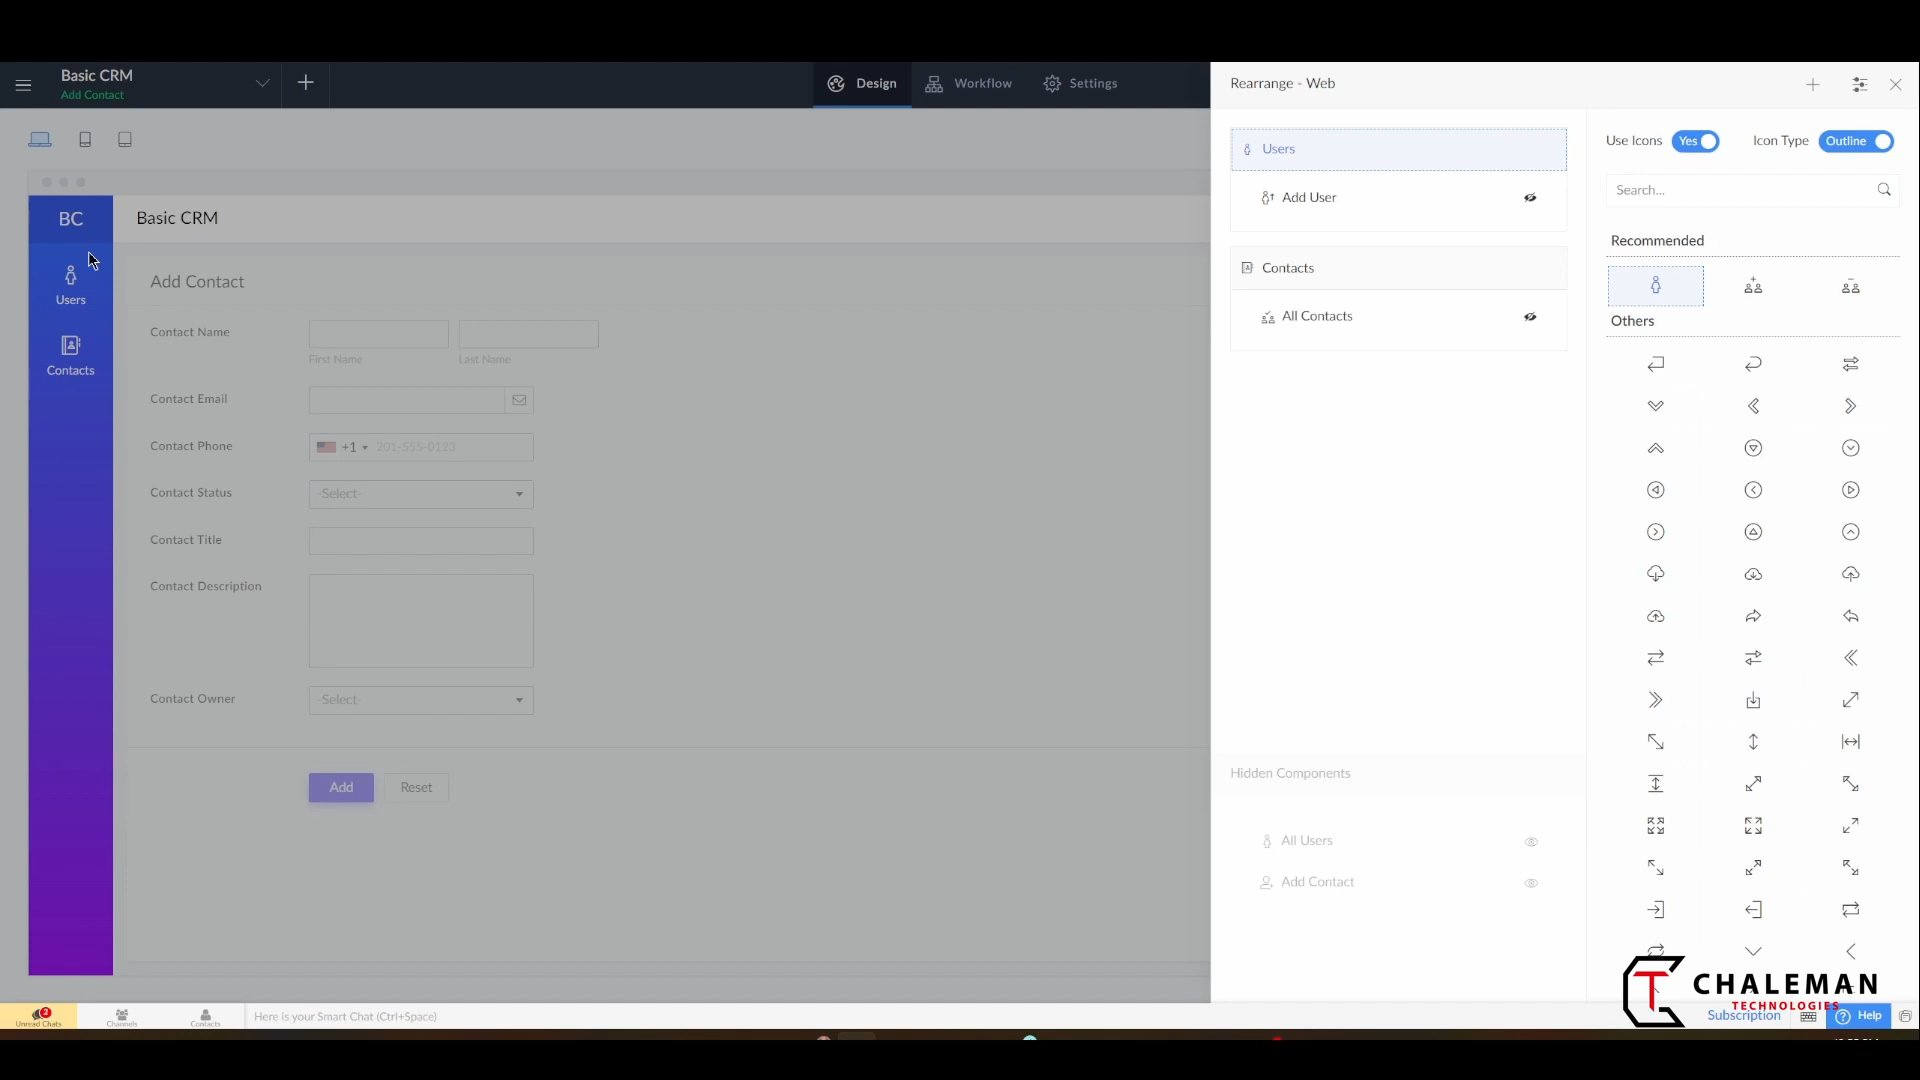 Basic CRM
Add Contact
Design
Workflow
Settings
Rearrange - Web
BC
Basic CRM
Users
Contacts
Add Contact
Contact Name
First Name
Last Name
Contact Email
Contact Phone
+1
201-555-0123
Contact Status
-Select-
Contact Title
Contact Description
Contact Owner
-Select-
Add
Reset
Users
Add User
Contacts
All Contacts
Hidden Components
All Users
Add Contact
Use Icons
Yes
Icon Type
Outline
Search...
Recommended
Others
CHALEMAN
TECHNOLOGIES
2
Unread Chats
Channels
Contacts
Here is your Smart Chat (Ctrl+Space)
Subscription
Help